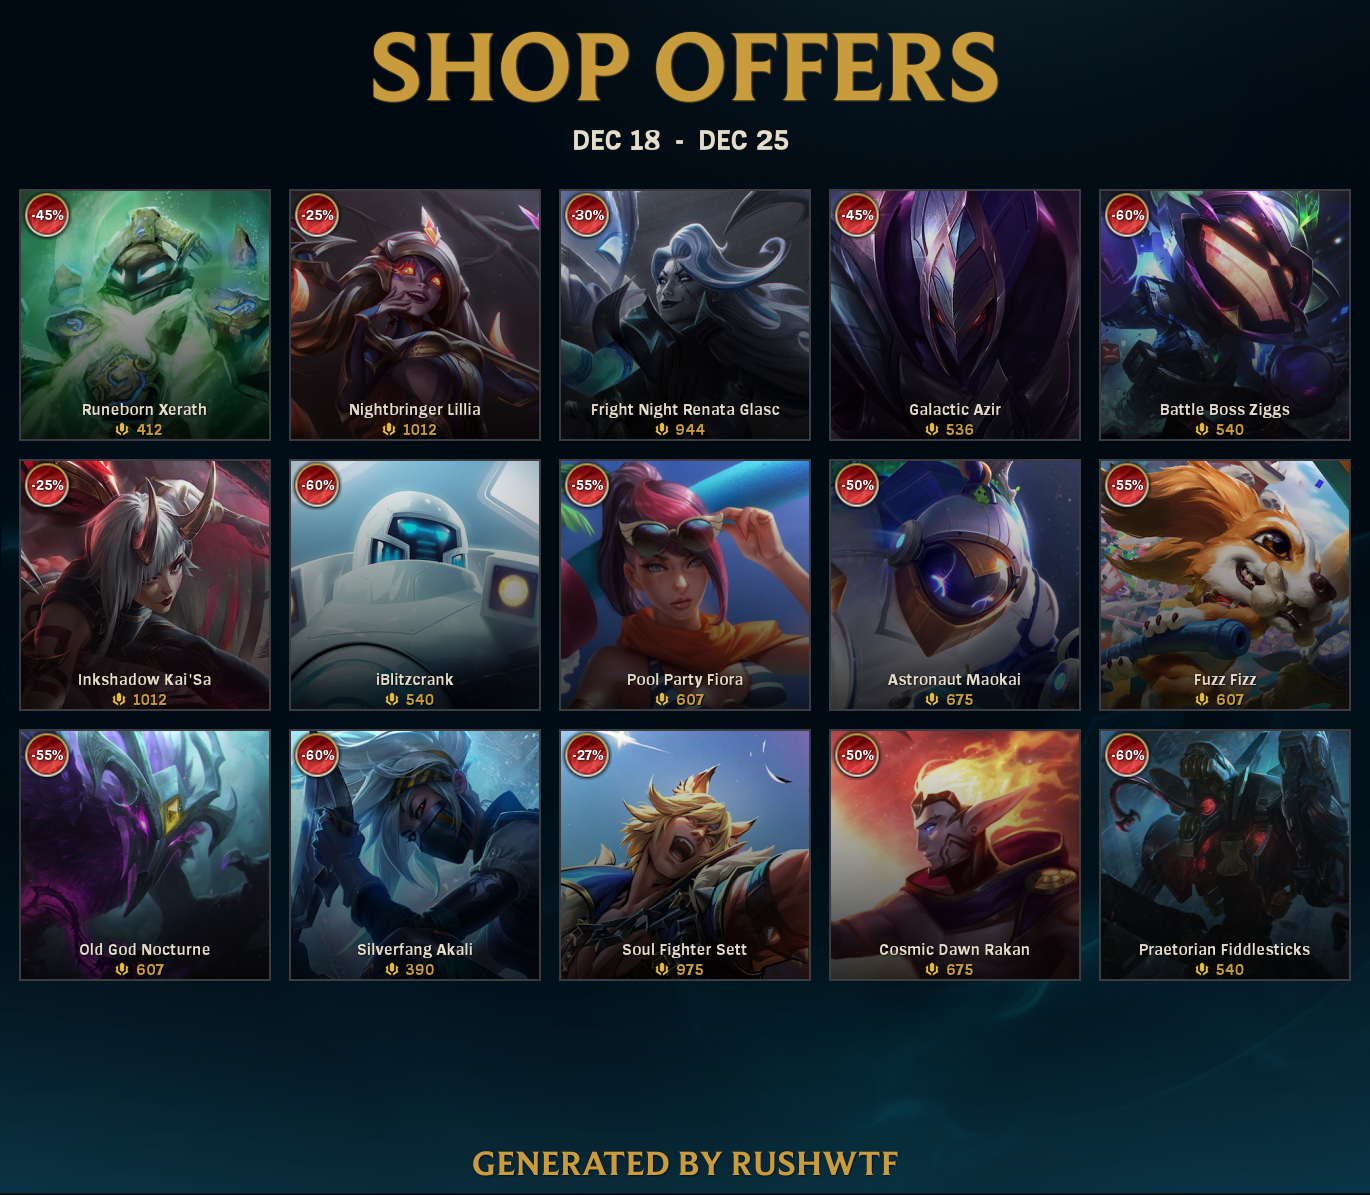 SHOP OFFERS
DEC 18 - DEC 25
-45%
Runeborn Xerath
412
-25%
Nightbringer Lillia
1012
-30%
Fright Night Renata Glasc
944
-45%
Galactic Azir
536
-60%
Battle Boss Ziggs
540
-25%
Inkshadow Kai'Sa
1012
-60%
iBlitzcrank
540
-55%
Pool Party Fiora
607
-50%
Astronaut Maokai
675
-55%
Fuzz Fizz
607
-55%
Old God Nocturne
607
-60%
Silverfang Akali
390
-27%
Soul Fighter Sett
975
-50%
Cosmic Dawn Rakan
675
-60%
Praetorian Fiddlesticks
540
GENERATED BY RUSHWTF